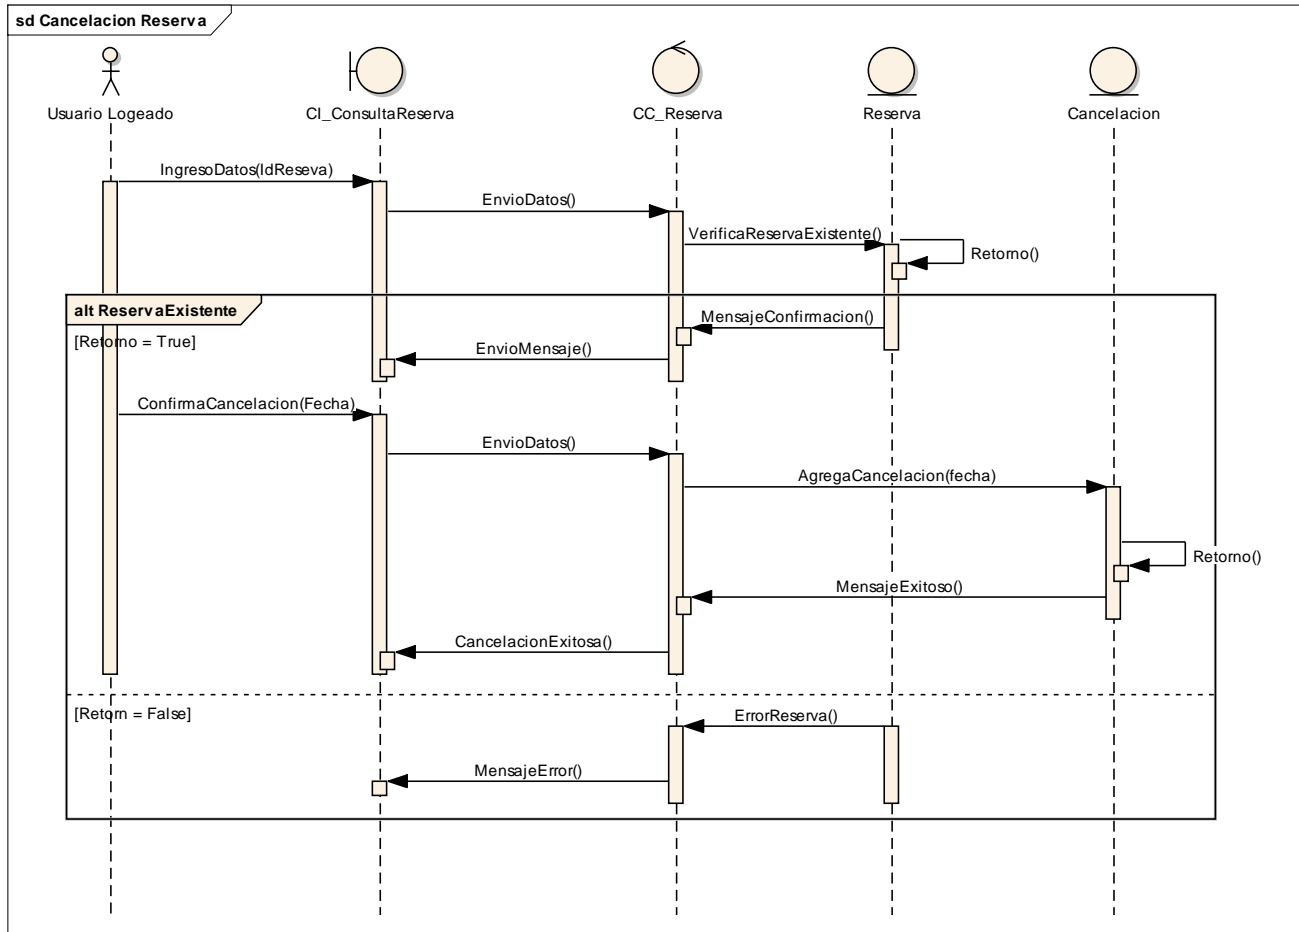 sd Cancelacion Reserva
Usuario Logeado
CI_ConsultaReserva
CC_Reserva
Reserva
Cancelacion
IngresoDatos(IdReseva)
EnvioDatos()
VerificaReservaExistente()
Retorno()
alt ReservaExistente
[Retorno = True]
MensajeConfirmacion()
EnvioMensaje()
ConfirmaCancelacion(Fecha)
EnvioDatos()
AgregaCancelacion(fecha)
Retorno()
MensajeExitoso()
CancelacionExitosa()
[Retorn = False]
ErrorReserva()
MensajeError()